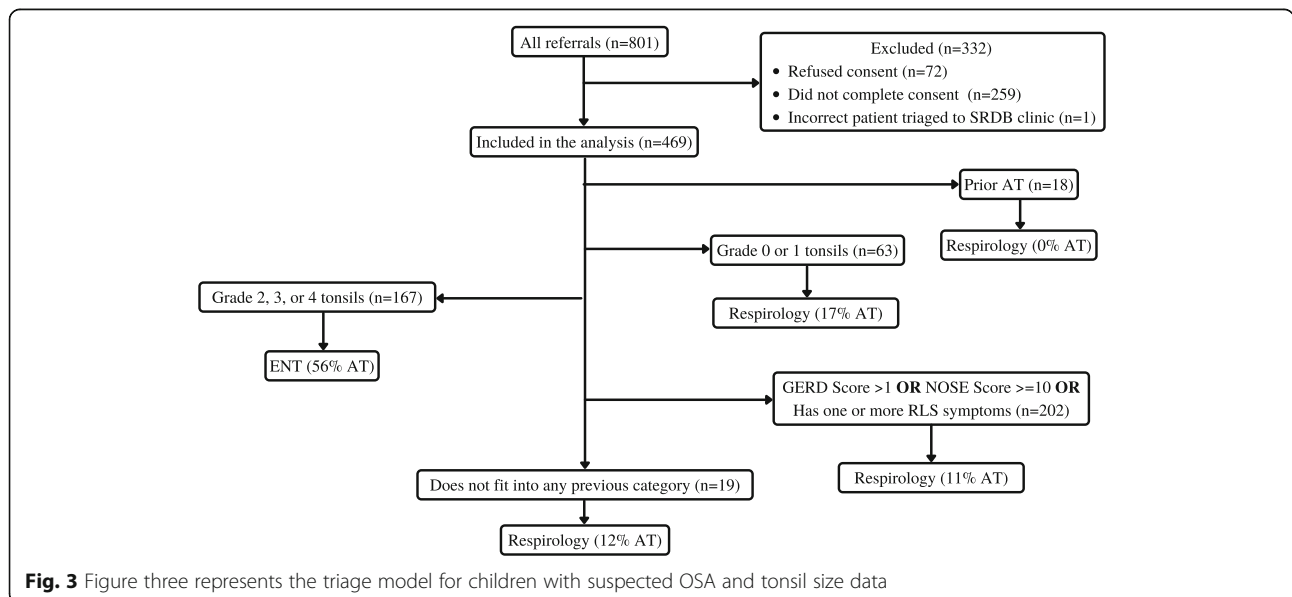 All referrals (n=801)
Excluded (n=332)
• Refused consent (n=72)
• Did not complete consent (n=259)
• Incorrect patient triaged to SRDB clinic (n=1)
Included in the analysis (n=469)
Prior AT (n=18)
Respirology (0% AT)
Grade 0 or 1 tonsils (n=63)
Respirology (17% AT)
Grade 2, 3, or 4 tonsils (n=167)
ENT (56% AT)
GERD Score >1 OR NOSE Score >=10 OR
Has one or more RLS symptoms (n=202)
Respirology (11% AT)
Does not fit into any previous category (n=19)
Respirology (12% AT)
Fig. 3 Figure three represents the triage model for children with suspected OSA and tonsil size data